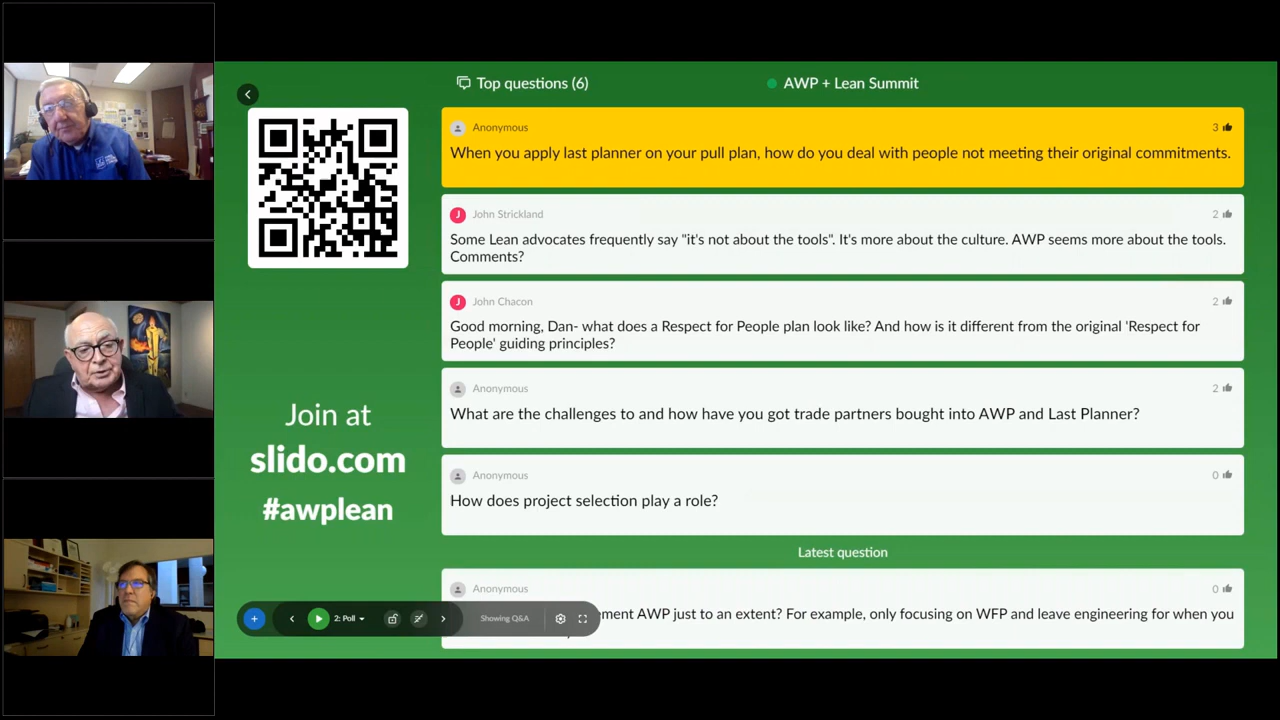 Top questions (6)
AWP + Lean Summit
Anonymous
3
When you apply last planner on your pull plan, how do you deal with people not meeting their original commitments.
J
John Strickland
2
Some Lean advocates frequently say "it's not about the tools". It's more about the culture. AWP seems more about the tools.
Comments?
J
John Chacon
2
Good morning, Dan- what does a Respect for People plan look like? And how is it different from the original 'Respect for
People' guiding principles?
Anonymous
2
What are the challenges to and how have you got trade partners bought into AWP and Last Planner?
Anonymous
0
How does project selection play a role?
Join at
slido.com
#awplean
Latest question
Anonymous
0
AWP just to an extent? For example, only focusing on WFP and leave engineering for when you
2: Poll
Showing Q&A